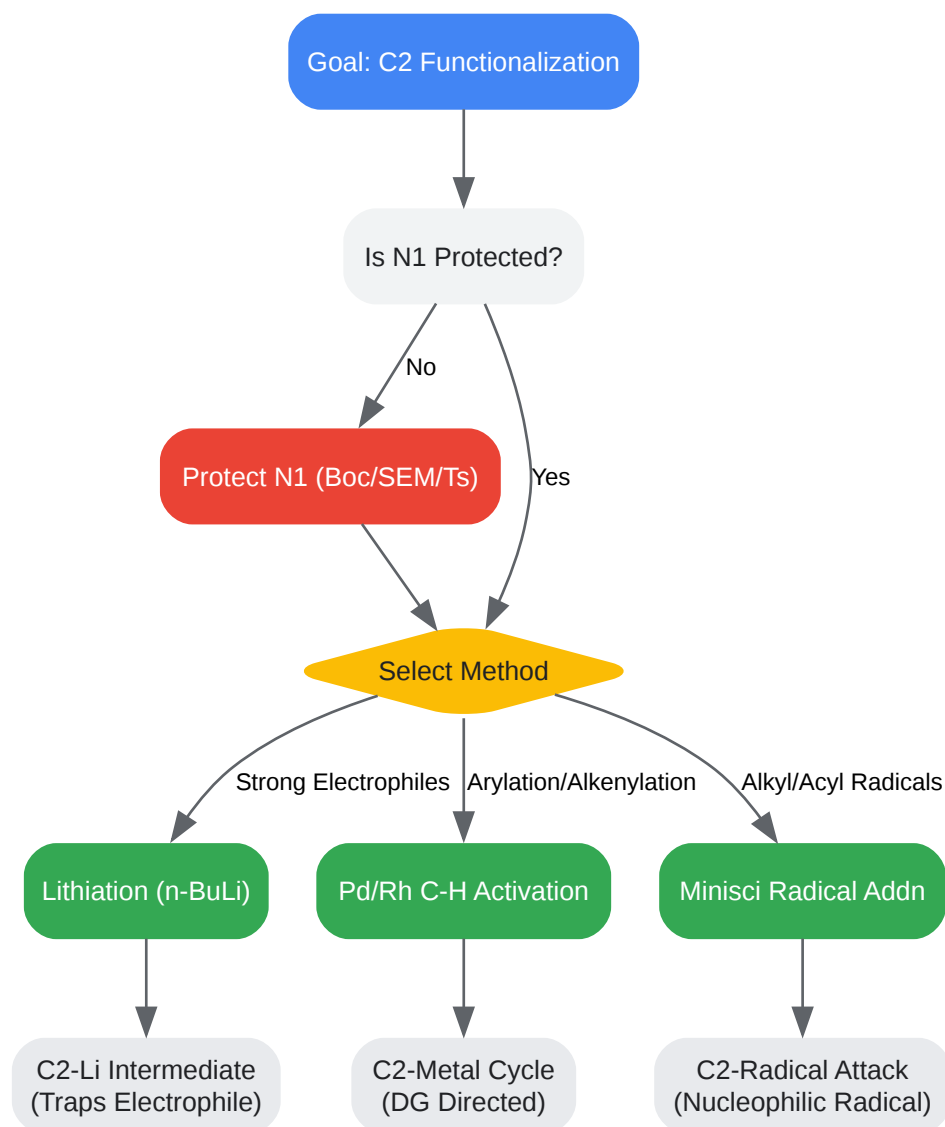 Goal: C2 Functionalization
Is N1 Protected?
No
Protect N1 (Boc/SEM/Ts)
Yes
Select Method
Strong Electrophiles
Arylation/Alkenylation
Alkyl/Acyl Radicals
Lithiation (n-BuLi)
Pd/Rh C-H Activation
Minisci Radical Addn
C2-Li Intermediate
(Traps Electrophile)
C2-Metal Cycle
(DG Directed)
C2-Radical Attack
(Nucleophilic Radical)